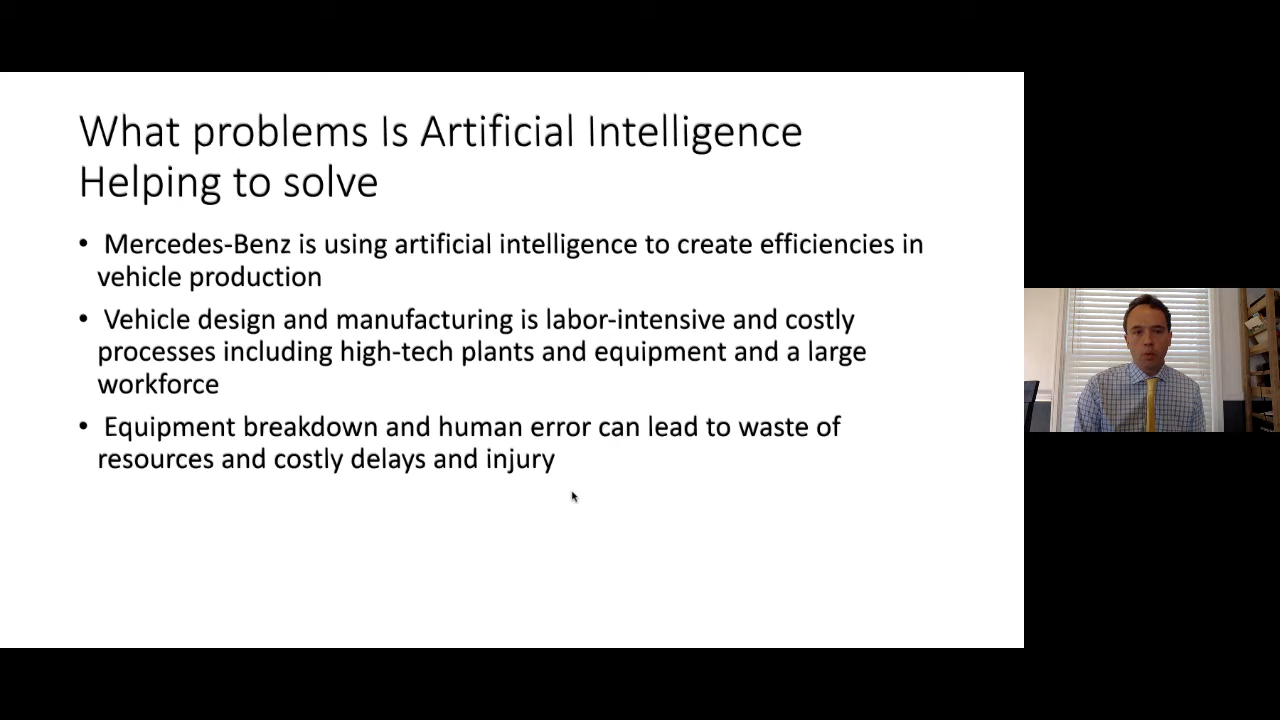 What problems Is Artificial Intelligence
Helping to solve
• Mercedes-Benz is using artificial intelligence to create efficiencies in
vehicle production
• Vehicle design and manufacturing is labor-intensive and costly
processes including high-tech plants and equipment and a large
workforce
• Equipment breakdown and human error can lead to waste of
resources and costly delays and injury